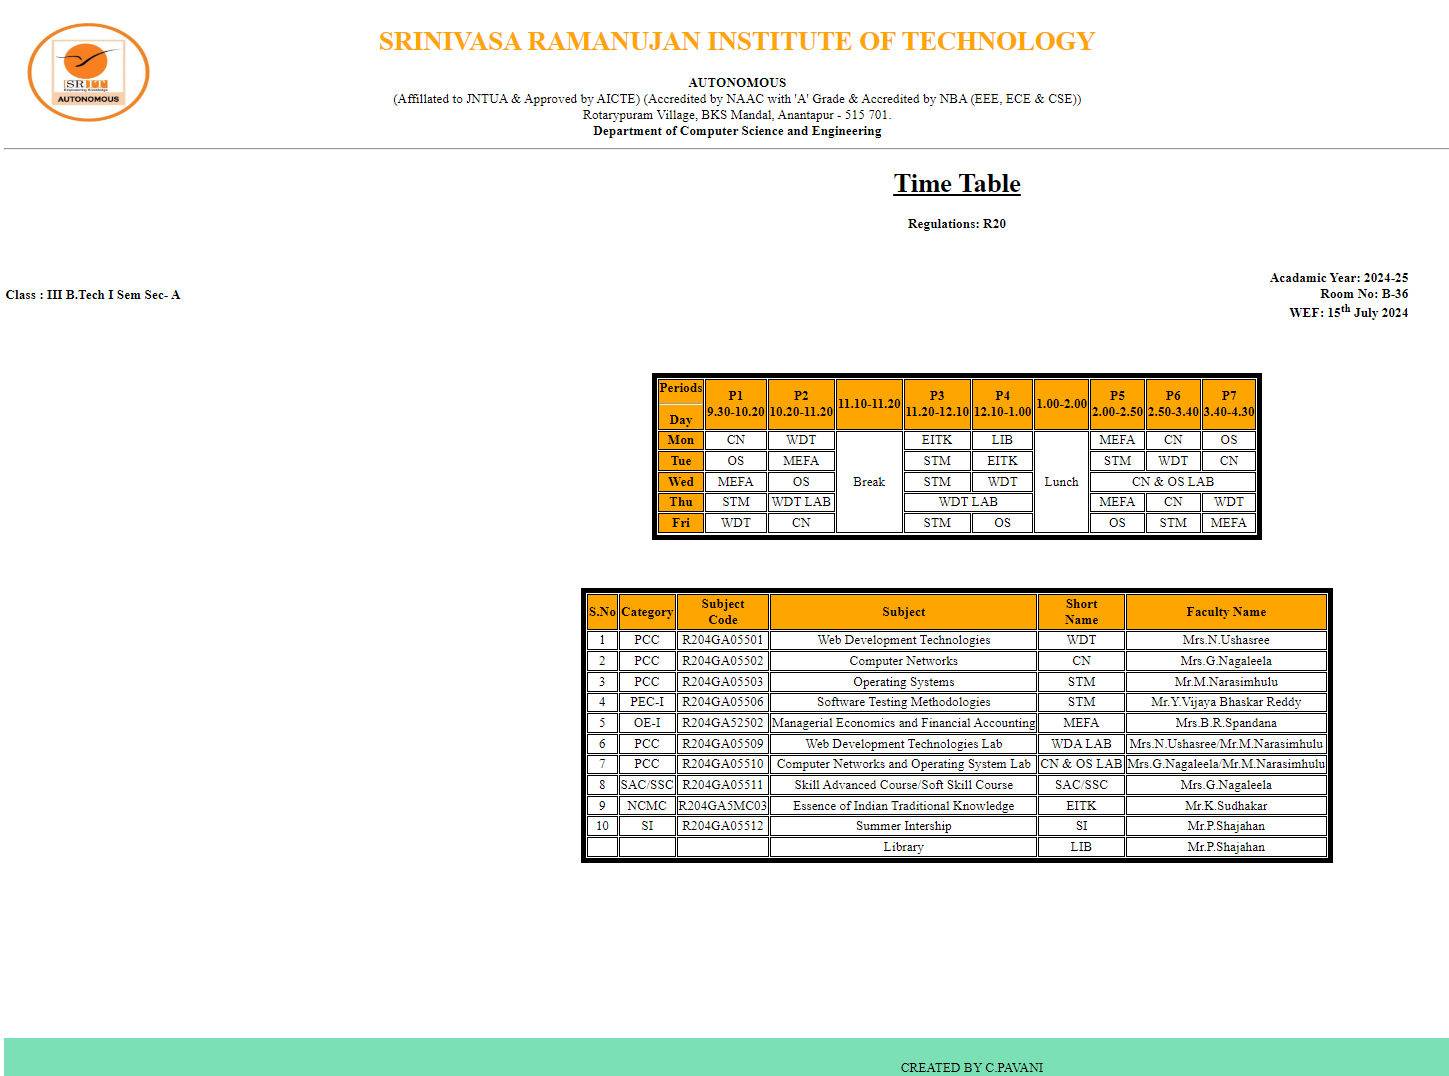 SRIT
Empowering Knowledge
AUTONOMOUS
SRINIVASA RAMANUJAN INSTITUTE OF TECHNOLOGY
AUTONOMOUS
(Affillated to JNTUA & Approved by AICTE) (Accredited by NAAC with 'A' Grade & Accredited by NBA (EEE, ECE & CSE))
Rotarypuram Village, BKS Mandal, Anantapur - 515 701.
Department of Computer Science and Engineering
Time Table
Regulations: R20
Class : III B.Tech I Sem Sec- A
Acadamic Year: 2024-25
Room No: B-36
WEF: 15th July 2024
Periods Day P1 9.30-10.20 P2 10.20-11.20 11.10-11.20 P3 11.20-12.10 P4 12.10-1.00 1.00-2.00 P5 2.00-2.50 P6 2.50-3.40 P7 3.40-4.30
Mon CN WDT Break EITK LIB Lunch MEFA CN OS
Tue OS MEFA STM EITK STM WDT CN
Wed MEFA OS STM WDT CN & OS LAB
Thu STM WDT LAB WDT LAB MEFA CN WDT
Fri WDT CN STM OS OS STM MEFA
S.No Category Subject Code Subject Short Name Faculty Name
1 PCC R204GA05501 Web Development Technologies WDT Mrs.N.Ushasree
2 PCC R204GA05502 Computer Networks CN Mrs.G.Nagaleela
3 PCC R204GA05503 Operating Systems STM Mr.M.Narasimhulu
4 PEC-I R204GA05506 Software Testing Methodologies STM Mr.Y.Vijaya Bhaskar Reddy
5 OE-I R204GA52502 Managerial Economics and Financial Accounting MEFA Mrs.B.R.Spandana
6 PCC R204GA05509 Web Development Technologies Lab WDA LAB Mrs.N.Ushasree/Mr.M.Narasimhulu
7 PCC R204GA05510 Computer Networks and Operating System Lab CN & OS LAB Mrs.G.Nagaleela/Mr.M.Narasimhulu
8 SAC/SSC R204GA05511 Skill Advanced Course/Soft Skill Course SAC/SSC Mrs.G.Nagaleela
9 NCMC R204GA5MC03 Essence of Indian Traditional Knowledge EITK Mr.K.Sudhakar
10 SI R204GA05512 Summer Intership SI Mr.P.Shajahan
Library LIB Mr.P.Shajahan
CREATED BY C.PAVANI